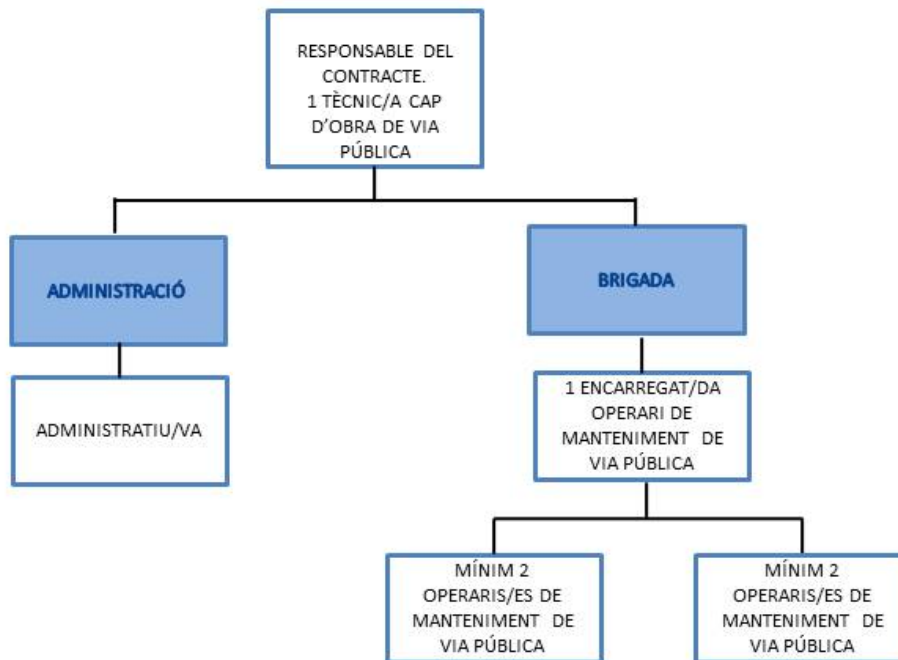 RESPONSABLE DEL
CONTRACTE.
1 TÈCNIC/A CAP
D'OBRA DE VIA
PÚBLICA
ADMINISTRACIÓ
BRIGADA
ADMINISTRATIU/VA
1 ENCARREGAT/DA
OPERARI DE
MANTENIMENT DE
VIA PÚBLICA
MÍNIM 2
OPERARIS/ES DE
MANTENIMENT DE
VIA PÚBLICA
MÍNIM 2
OPERARIS/ES DE
MANTENIMENT DE
VIA PÚBLICA